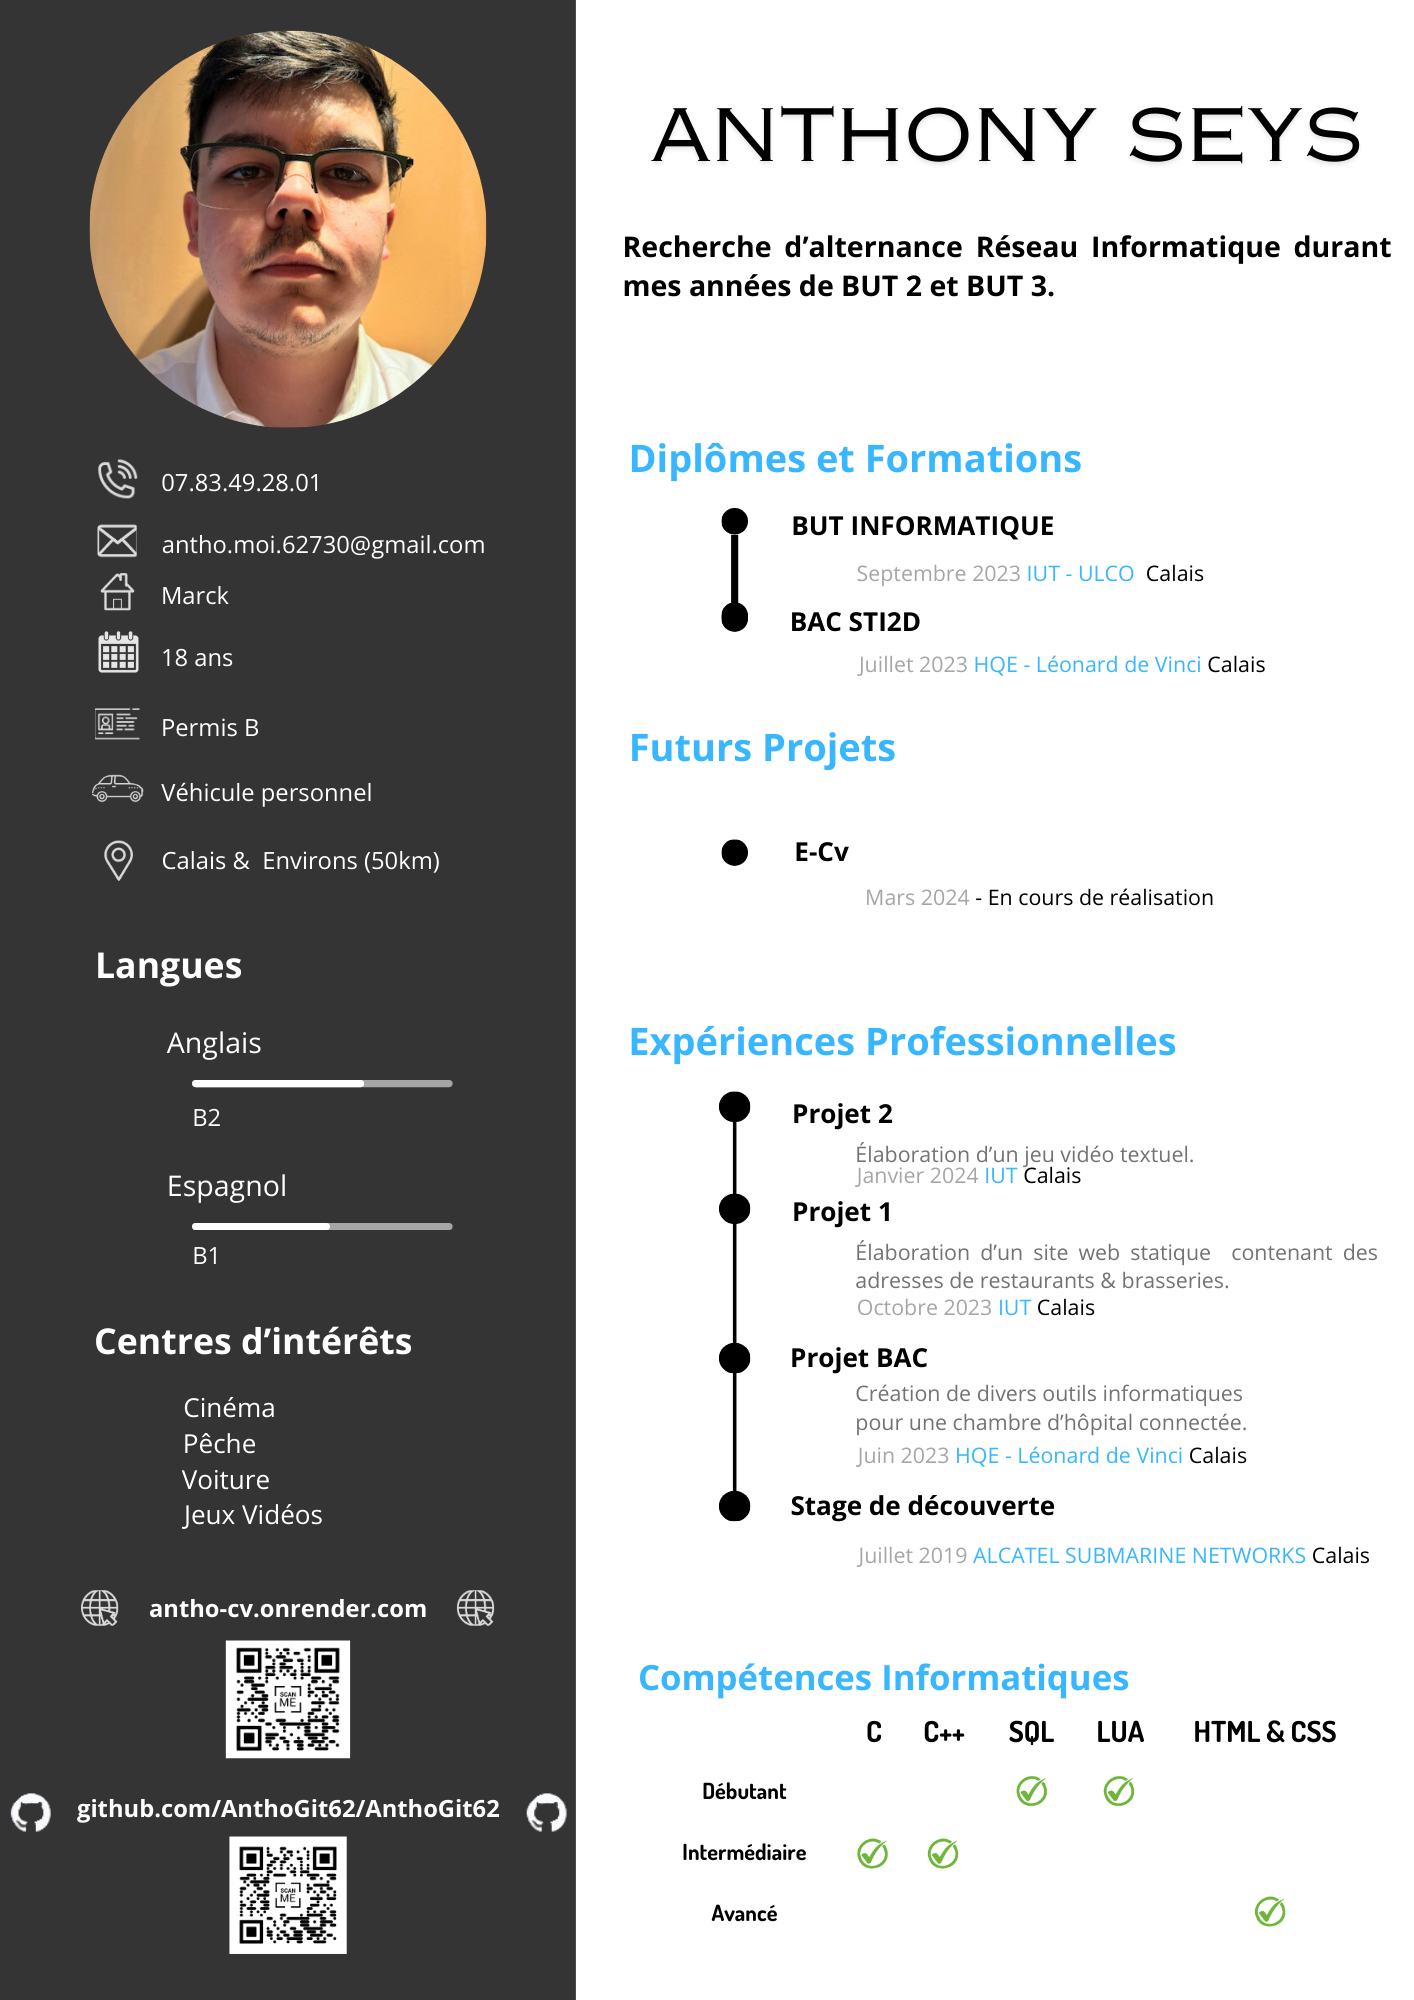 ANTHONY SEYS
Recherche d’alternance Réseau Informatique durant
mes années de BUT 2 et BUT 3.
07.83.49.28.01
antho.moi.62730@gmail.com
Marck
18 ans
Permis B
Véhicule personnel
Calais & Environs (50km)
Langues
Anglais
B2
Espagnol
B1
Centres d’intérêts
Cinéma
Pêche
Voiture
Jeux Vidéos
antho-cv.onrender.com
SCAN
ME
github.com/AnthoGit62/AnthoGit62
SCAN
ME
Diplômes et Formations
BUT INFORMATIQUE
Septembre 2023 IUT - ULCO Calais
BAC STI2D
Juillet 2023 HQE - Léonard de Vinci Calais
Futurs Projets
E-Cv
Mars 2024 - En cours de réalisation
Expériences Professionnelles
Projet 2
Élaboration d’un jeu vidéo textuel.
Janvier 2024 IUT Calais
Projet 1
Élaboration d’un site web statique contenant des
adresses de restaurants & brasseries.
Octobre 2023 IUT Calais
Projet BAC
Création de divers outils informatiques
pour une chambre d’hôpital connectée.
Juin 2023 HQE - Léonard de Vinci Calais
Stage de découverte
Juillet 2019 ALCATEL SUBMARINE NETWORKS Calais
Compétences Informatiques
C C++ SQL LUA HTML & CSS
Débutant
Intermédiaire
Avancé